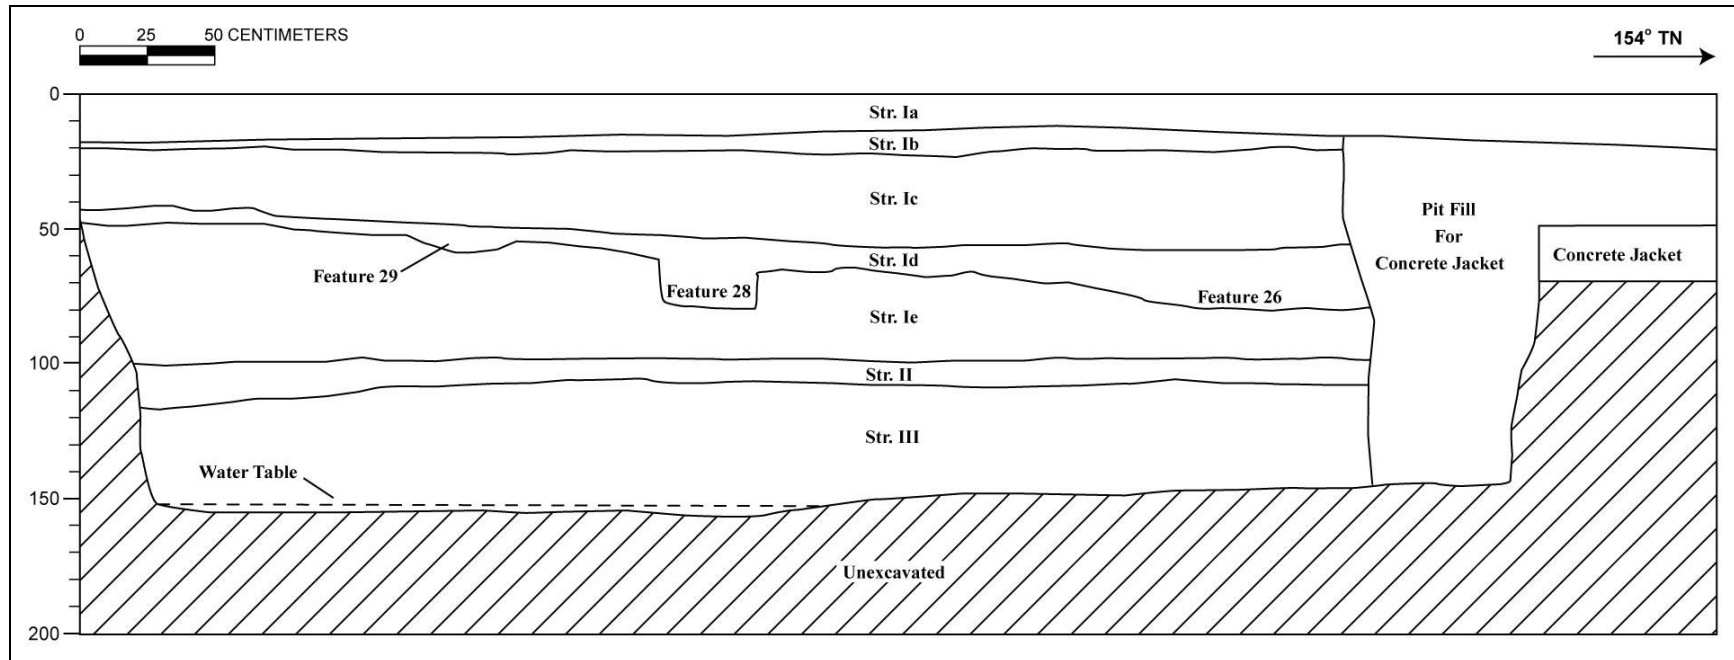 0 25 50 CENTIMETERS
154° TN
0
50
100
150
200
Str. Ia
Str. Ib
Str. Ic
Pit Fill
For
Concrete Jacket
Concrete Jacket
Str. Id
Feature 29
Feature 28
Feature 26
Str. Ie
Str. II
Str. III
Water Table
Unexcavated